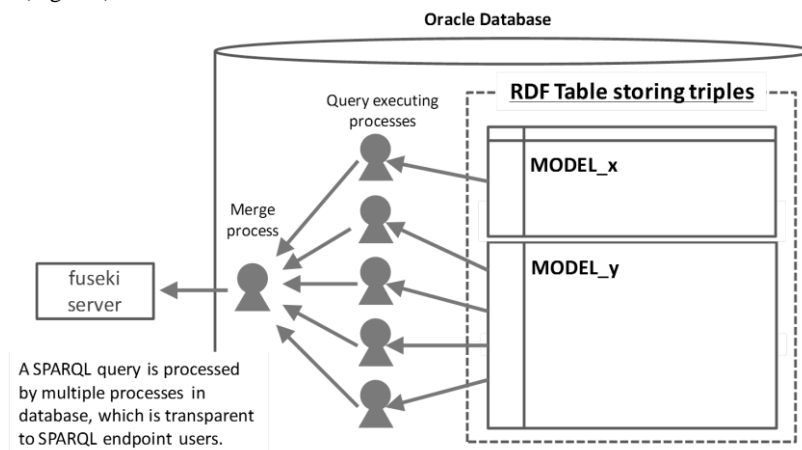 Oracle Database
RDF Table storing triples
Query executing
processes
MODEL_x
Merge
process
MODEL_y
fuseki
server
A SPARQL query is processed
by multiple processes in
database, which is transparent
to SPARQL endpoint users.